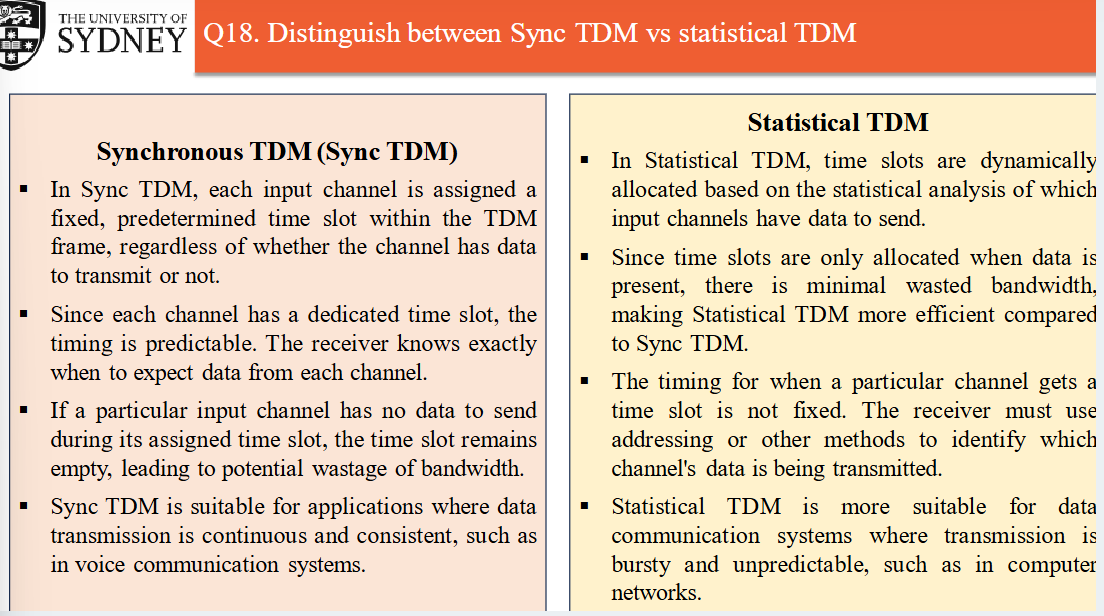 THE UNIVERSITY OF
SYDNEY
Q18. Distinguish between Sync TDM vs statistical TDM
Synchronous TDM (Sync TDM)
▪ In Sync TDM, each input channel is assigned a
fixed, predetermined time slot within the TDM
frame, regardless of whether the channel has data
to transmit or not.
▪ Since each channel has a dedicated time slot, the
timing is predictable. The receiver knows exactly
when to expect data from each channel.
▪ If a particular input channel has no data to send
during its assigned time slot, the time slot remains
empty, leading to potential wastage of bandwidth.
▪ Sync TDM is suitable for applications where data
transmission is continuous and consistent, such as
in voice communication systems.
Statistical TDM
▪ In Statistical TDM, time slots are dynamically
allocated based on the statistical analysis of which
input channels have data to send.
▪ Since time slots are only allocated when data is
present, there is minimal wasted bandwidth,
making Statistical TDM more efficient compared
to Sync TDM.
▪ The timing for when a particular channel gets a
time slot is not fixed. The receiver must use
addressing or other methods to identify which
channel's data is being transmitted.
▪ Statistical TDM is more suitable for data
communication systems where transmission is
bursty and unpredictable, such as in computer
networks.